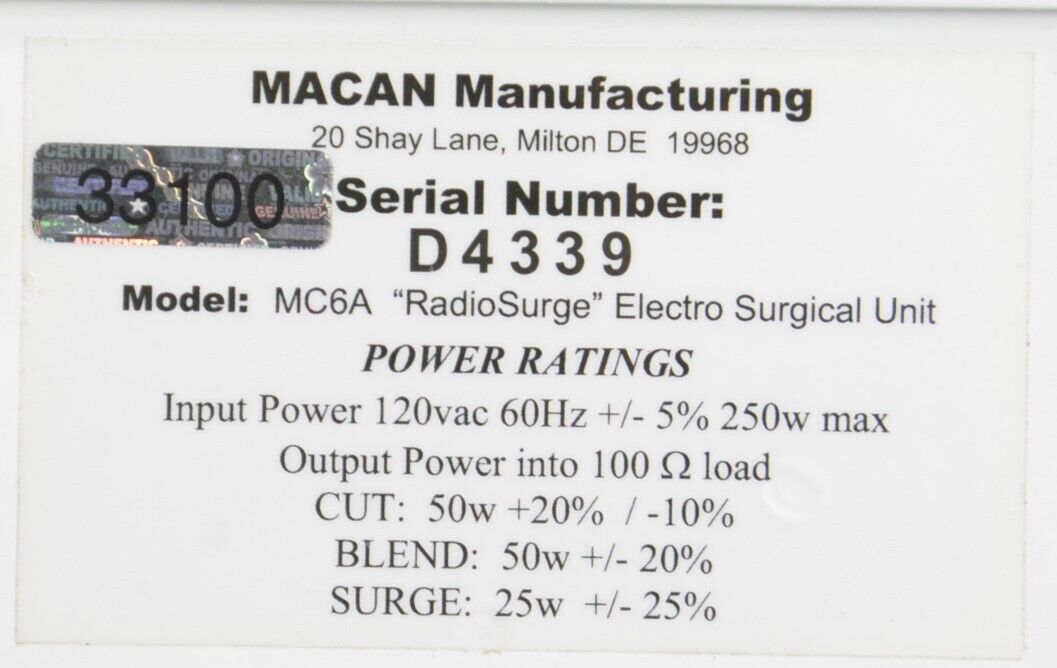 MACAN Manufacturing
20 Shay Lane, Milton DE 19968
33100
Serial Number:
D4339
Model: MC6A “RadioSurge” Electro Surgical Unit
POWER RATINGS
Input Power 120vac 60Hz +/- 5% 250w max
Output Power into 100 Ω load
CUT: 50w +20% / -10%
BLEND: 50w +/- 20%
SURGE: 25w +/- 25%